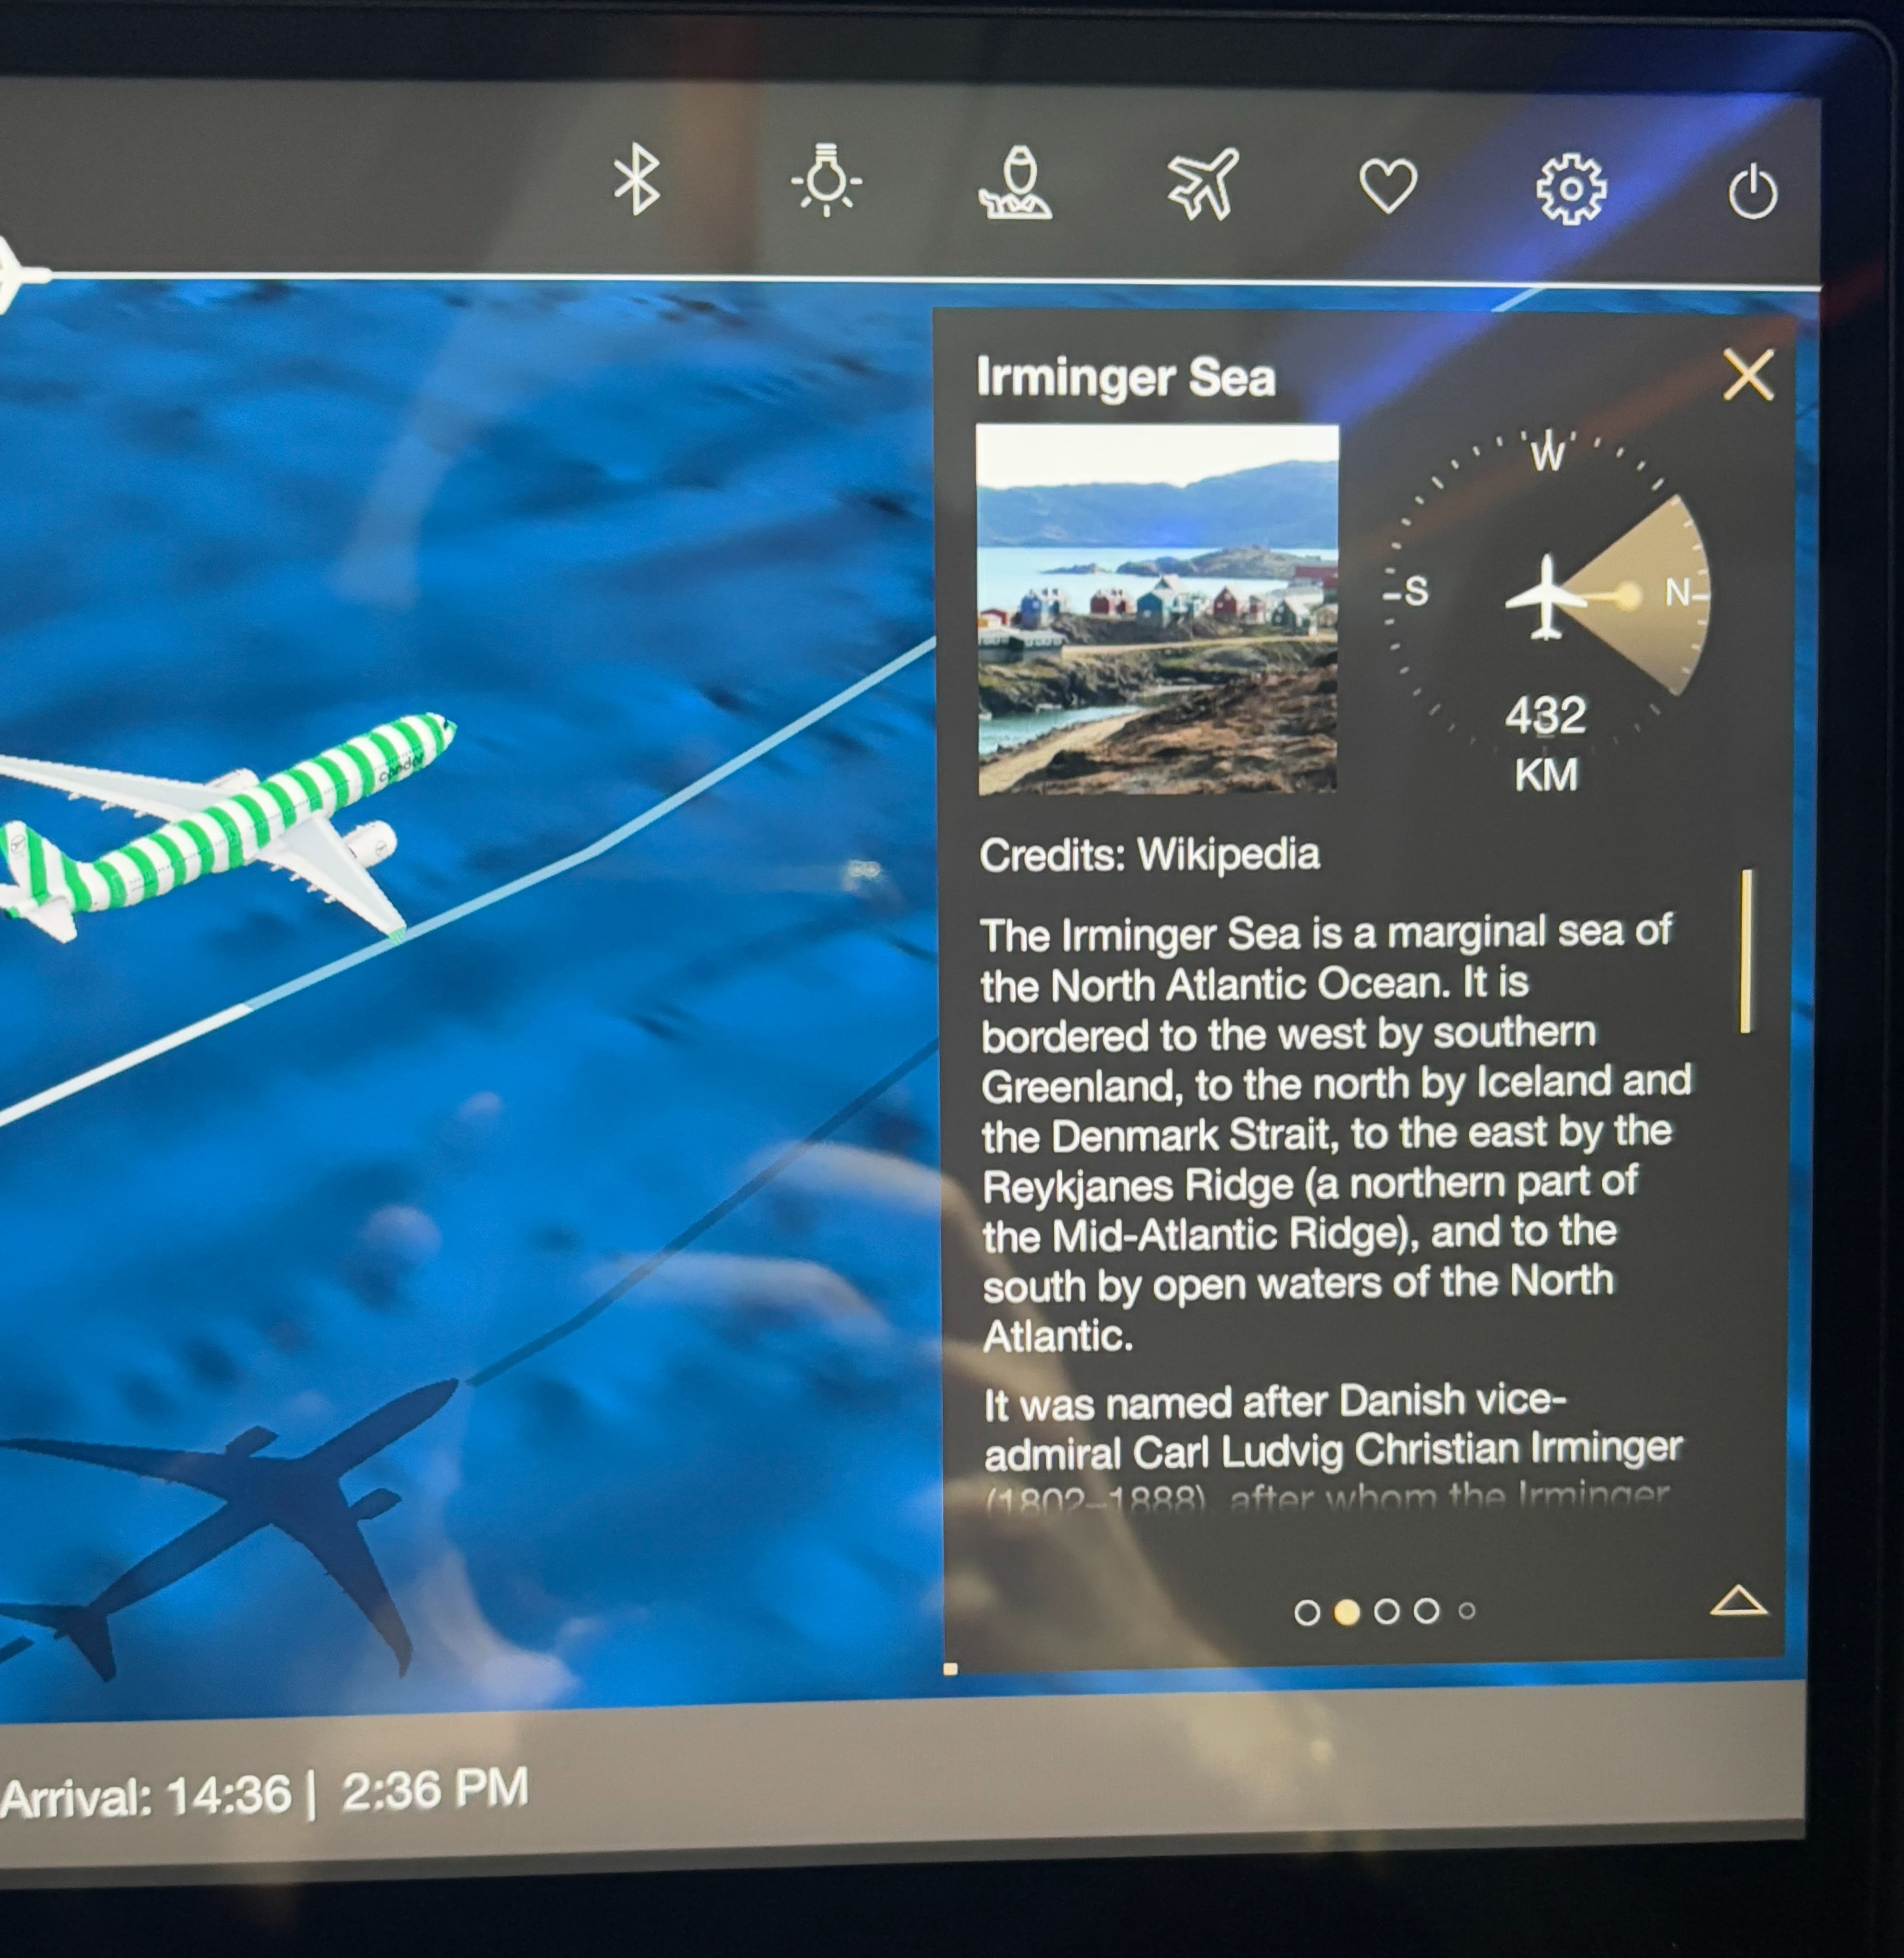 Irminger Sea
W
S
N
432
KM
condor
Credits: Wikipedia
The Irminger Sea is a marginal sea of
the North Atlantic Ocean. It is
bordered to the west by southern
Greenland, to the north by Iceland and
the Denmark Strait, to the east by the
Reykjanes Ridge (a northern part of
the Mid-Atlantic Ridge), and to the
south by open waters of the North
Atlantic.
It was named after Danish vice-
admiral Carl Ludvig Christian Irminger
(1802–1888), after whom the Irminger
Arrival: 14:36 | 2:36 PM